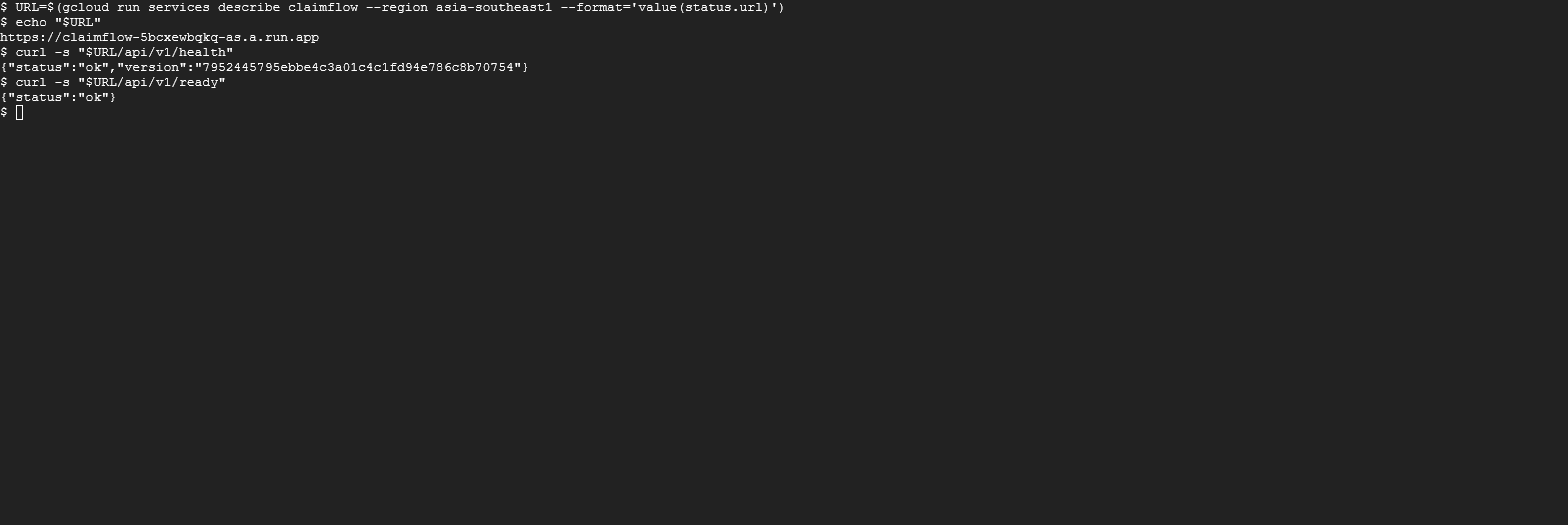 $ URL=$(gcloud run services describe claimflow --region asia-southeast1 --format='value(status.url)')
$ echo "$URL"
https://claimflow-5bcxewbqkq-as.a.run.app
$ curl -s "$URL/api/v1/health"
{"status":"ok","version":"7952445795ebbe4c3a01c4c1fd94e786c8b70754"}
$ curl -s "$URL/api/v1/ready"
{"status":"ok"}
$